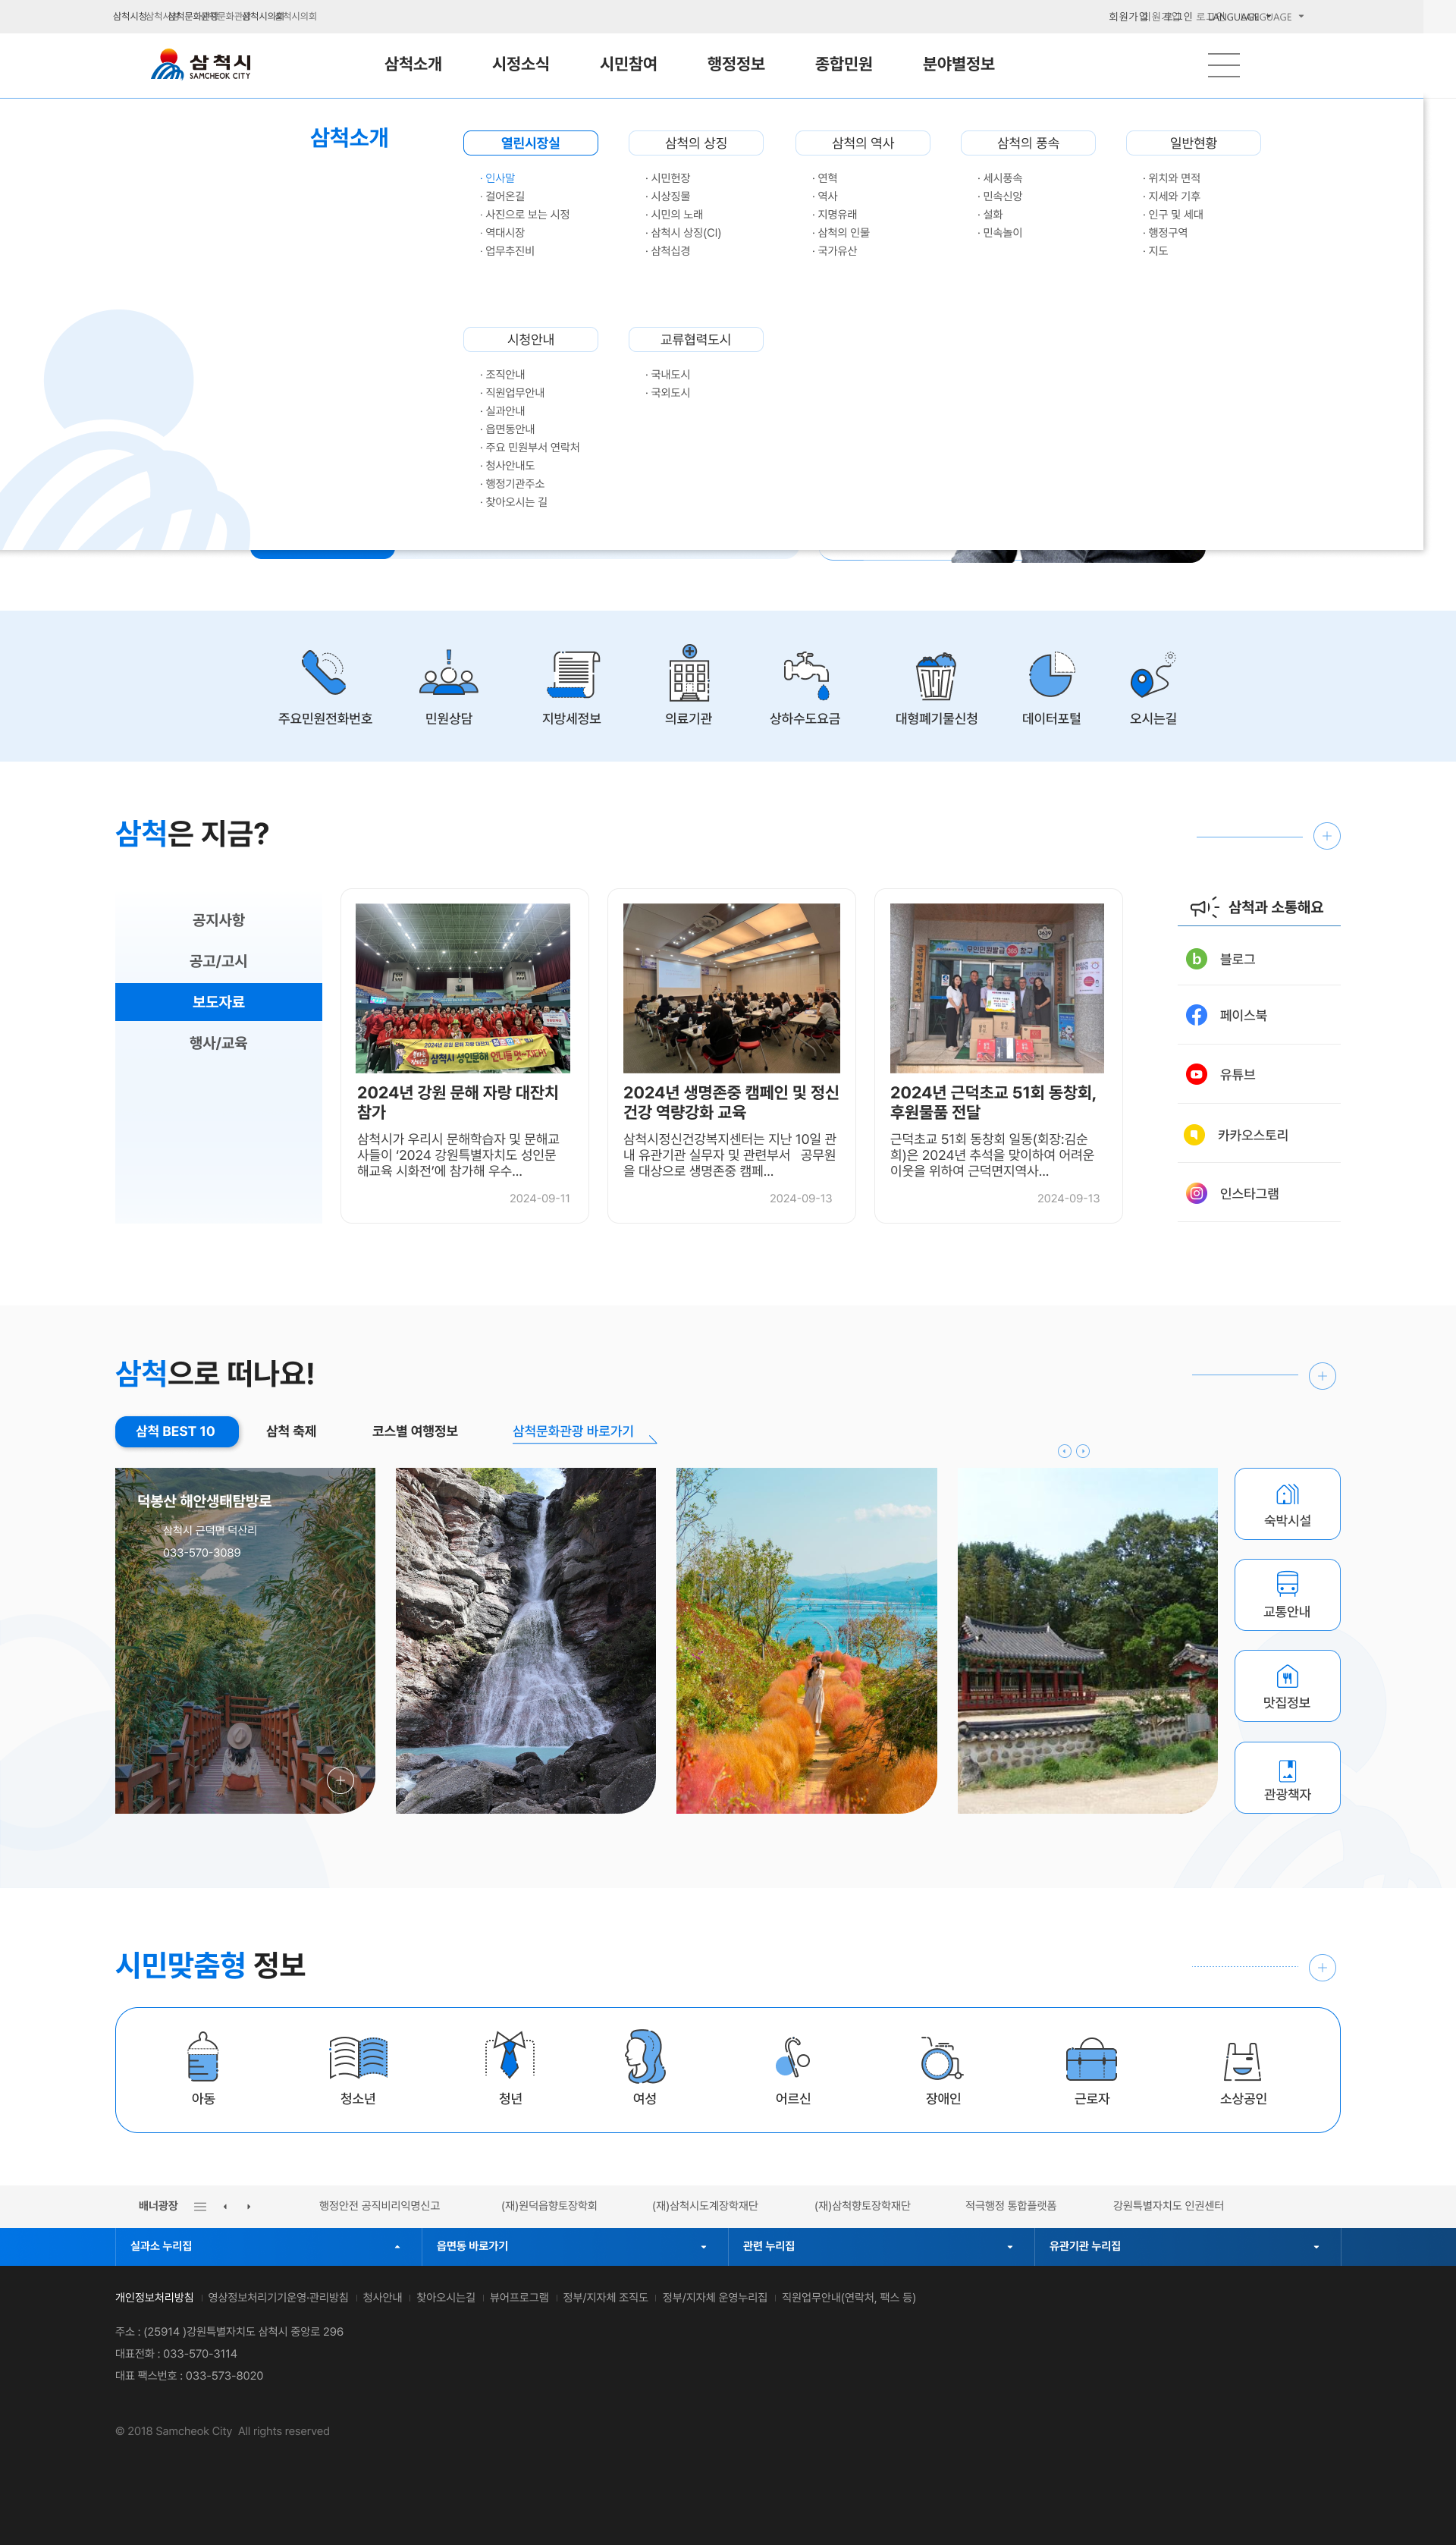 삼척시청
삼척문화관광
삼척시의회
회원가입
로그인
LANGUAGE
삼척시
SAMCHEOK CITY
삼척소개
시정소식
시민참여
행정정보
종합민원
분야별정보
삼척소개
열린시장실
· 인사말
· 걸어온길
· 사진으로 보는 시정
· 역대시장
· 업무추진비
삼척의 상징
· 시민헌장
· 시상징물
· 시민의 노래
· 삼척시 상징(CI)
· 삼척십경
삼척의 역사
· 연혁
· 역사
· 지명유래
· 삼척의 인물
· 국가유산
삼척의 풍속
· 세시풍속
· 민속신앙
· 설화
· 민속놀이
일반현황
· 위치와 면적
· 지세와 기후
· 인구 및 세대
· 행정구역
· 지도
시청안내
· 조직안내
· 직원업무안내
· 실과안내
· 읍면동안내
· 주요 민원부서 연락처
· 청사안내도
· 행정기관주소
· 찾아오시는 길
교류협력도시
· 국내도시
· 국외도시
주요민원전화번호
민원상담
지방세정보
의료기관
상하수도요금
대형폐기물신청
데이터포털
오시는길
삼척은 지금?
공지사항
공고/고시
보도자료
행사/교육
2024년 강원 문해 자랑 대잔치
참가
삼척시가 우리시 문해학습자 및 문해교
사들이 ‘2024 강원특별자치도 성인문
해교육 시화전’에 참가해 우수...
2024-09-11
2024년 생명존중 캠페인 및 정신
건강 역량강화 교육
삼척시정신건강복지센터는 지난 10일 관
내 유관기관 실무자 및 관련부서 공무원
을 대상으로 생명존중 캠페...
2024-09-13
2024년 근덕초교 51회 동창회,
후원물품 전달
근덕초교 51회 동창회 일동(회장:김순
희)은 2024년 추석을 맞이하여 어려운
이웃을 위하여 근덕면지역사...
2024-09-13
삼척과 소통해요
블로그
페이스북
유튜브
카카오스토리
인스타그램
삼척으로 떠나요!
삼척 BEST 10
삼척 축제
코스별 여행정보
삼척문화관광 바로가기
덕봉산 해안생태탐방로
삼척시 근덕면 덕산리
033-570-3089
숙박시설
교통안내
맛집정보
관광책자
시민맞춤형 정보
아동
청소년
청년
여성
어르신
장애인
근로자
소상공인
배너광장
행정안전 공직비리익명신고
(재)원덕읍향토장학회
(재)삼척시도계장학재단
(재)삼척향토장학재단
적극행정 통합플랫폼
강원특별자치도 인권센터
실과소 누리집
읍면동 바로가기
관련 누리집
유관기관 누리집
개인정보처리방침
영상정보처리기기운영·관리방침
청사안내
찾아오시는길
뷰어프로그램
정부/지자체 조직도
정부/지자체 운영누리집
직원업무안내(연락처, 팩스 등)
주소 : (25914 )강원특별자치도 삼척시 중앙로 296
대표전화 : 033-570-3114
대표 팩스번호 : 033-573-8020
© 2018 Samcheok City All rights reserved